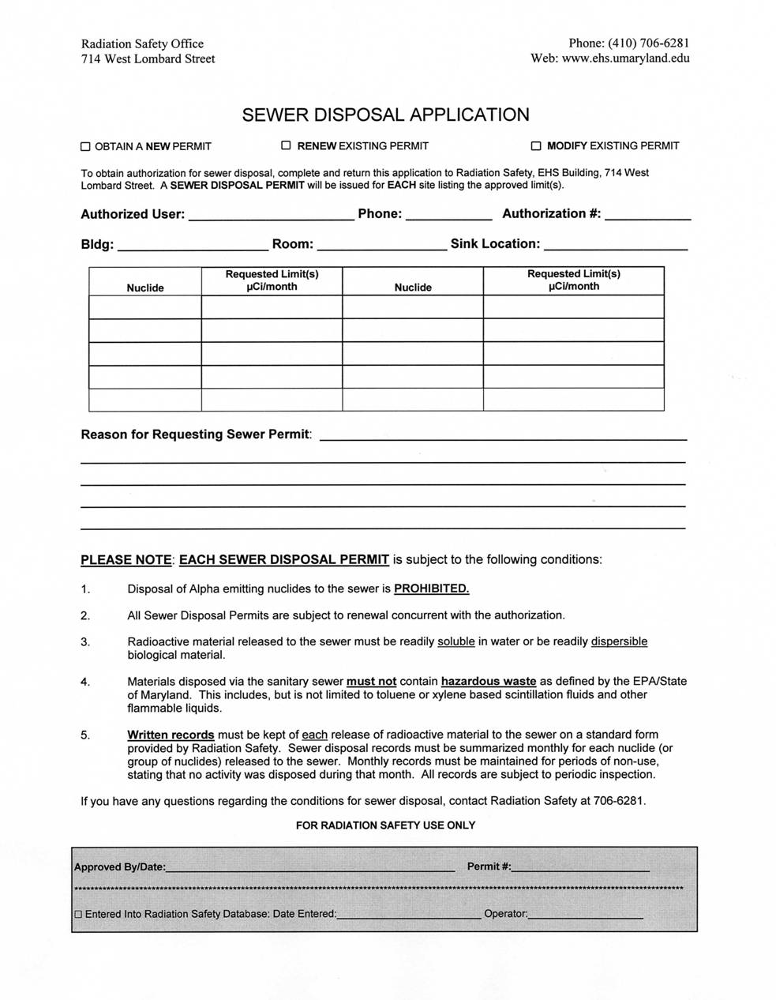 Radiation Safety Office Phone: (410) 706-6281
714 West Lombard Street Web: www.ehs.umaryland.edu
SEWER DISPOSAL APPLICATION
☐ OBTAIN A NEW PERMIT ☐ RENEW EXISTING PERMIT ☐ MODIFY EXISTING PERMIT
To obtain authorization for sewer disposal, complete and return this application to Radiation Safety, EHS Building, 714 West
Lombard Street. A SEWER DISPOSAL PERMIT will be issued for EACH site listing the approved limit(s).
Authorized User: ____________________ Phone: __________ Authorization #: __________
Bldg: __________________ Room: ________________ Sink Location: __________________
Requested Limit(s) Requested Limit(s)
Nuclide µCi/month Nuclide µCi/month
Reason for Requesting Sewer Permit: ____________________
PLEASE NOTE: EACH SEWER DISPOSAL PERMIT is subject to the following conditions:
1. Disposal of Alpha emitting nuclides to the sewer is PROHIBITED.
2. All Sewer Disposal Permits are subject to renewal concurrent with the authorization.
3. Radioactive material released to the sewer must be readily soluble in water or be readily dispersible
biological material.
4. Materials disposed via the sanitary sewer must not contain hazardous waste as defined by the EPA/State
of Maryland. This includes, but is not limited to toluene or xylene based scintillation fluids and other
flammable liquids.
5. Written records must be kept of each release of radioactive material to the sewer on a standard form
provided by Radiation Safety. Sewer disposal records must be summarized monthly for each nuclide (or
group of nuclides) released to the sewer. Monthly records must be maintained for periods of non-use,
stating that no activity was disposed during that month. All records are subject to periodic inspection.
If you have any questions regarding the conditions for sewer disposal, contact Radiation Safety at 706-6281.
FOR RADIATION SAFETY USE ONLY
Approved By/Date:____________________ Permit #:____________________
☐ Entered Into Radiation Safety Database: Date Entered:____________________ Operator:____________________